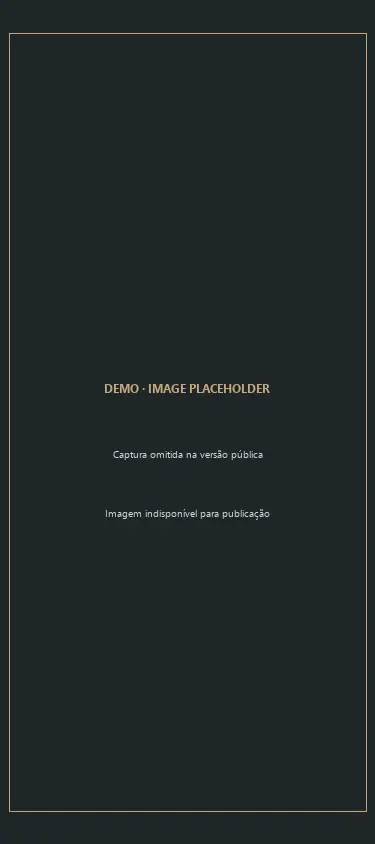 DEMO · IMAGE PLACEHOLDER
Captura omitida na versão pública
Imagem indisponível para publicação